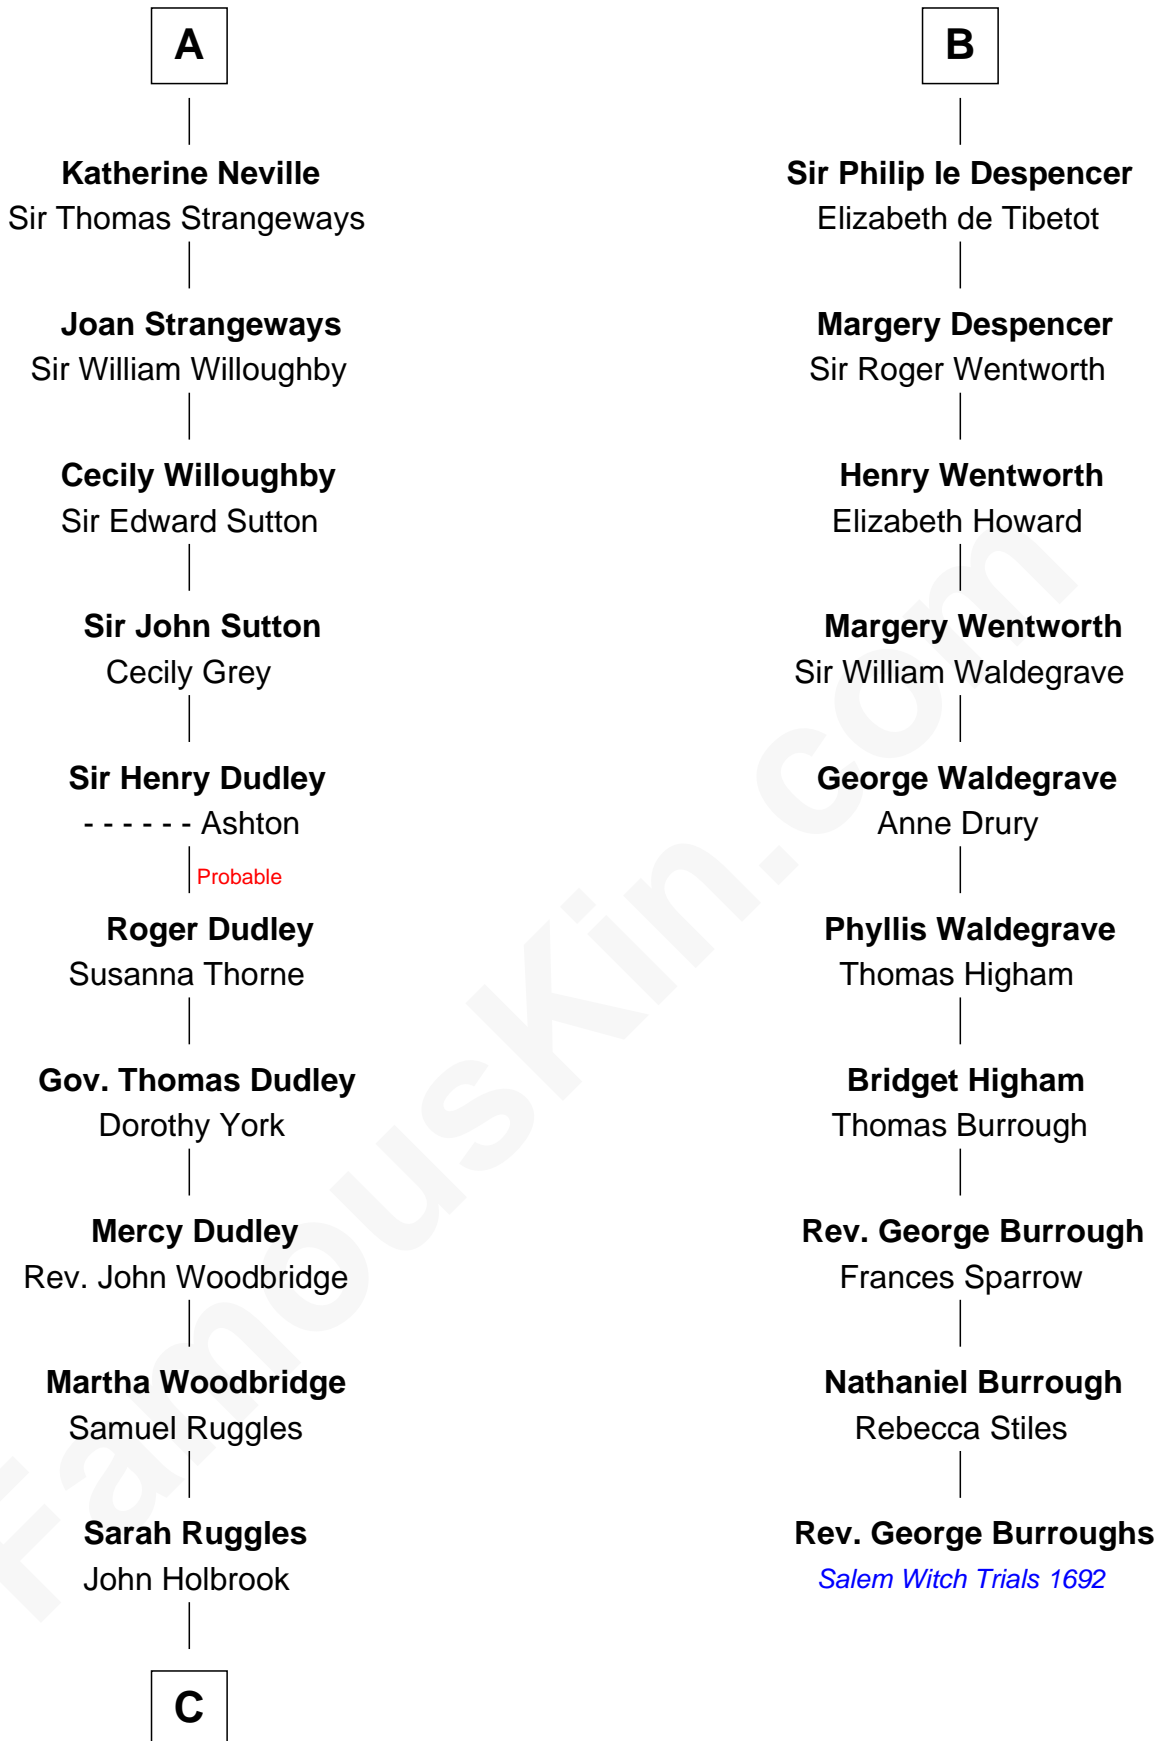 A
Katherine Neville
Sir Thomas Strangeways
Joan Strangeways
Sir William Willoughby
Cecily Willoughby
Sir Edward Sutton
Sir John Sutton
Cecily Grey
Sir Henry Dudley
- - - - - - Ashton
Probable
Roger Dudley
Susanna Thorne
Gov. Thomas Dudley
Dorothy York
Mercy Dudley
Rev. John Woodbridge
Martha Woodbridge
Samuel Ruggles
Sarah Ruggles
John Holbrook
C
B
Sir Philip le Despencer
Elizabeth de Tibetot
Margery Despencer
Sir Roger Wentworth
Henry Wentworth
Elizabeth Howard
Margery Wentworth
Sir William Waldegrave
George Waldegrave
Anne Drury
Phyllis Waldegrave
Thomas Higham
Bridget Higham
Thomas Burrough
Rev. George Burrough
Frances Sparrow
Nathaniel Burrough
Rebecca Stiles
Rev. George Burroughs
Salem Witch Trials 1692
FamousKin.com